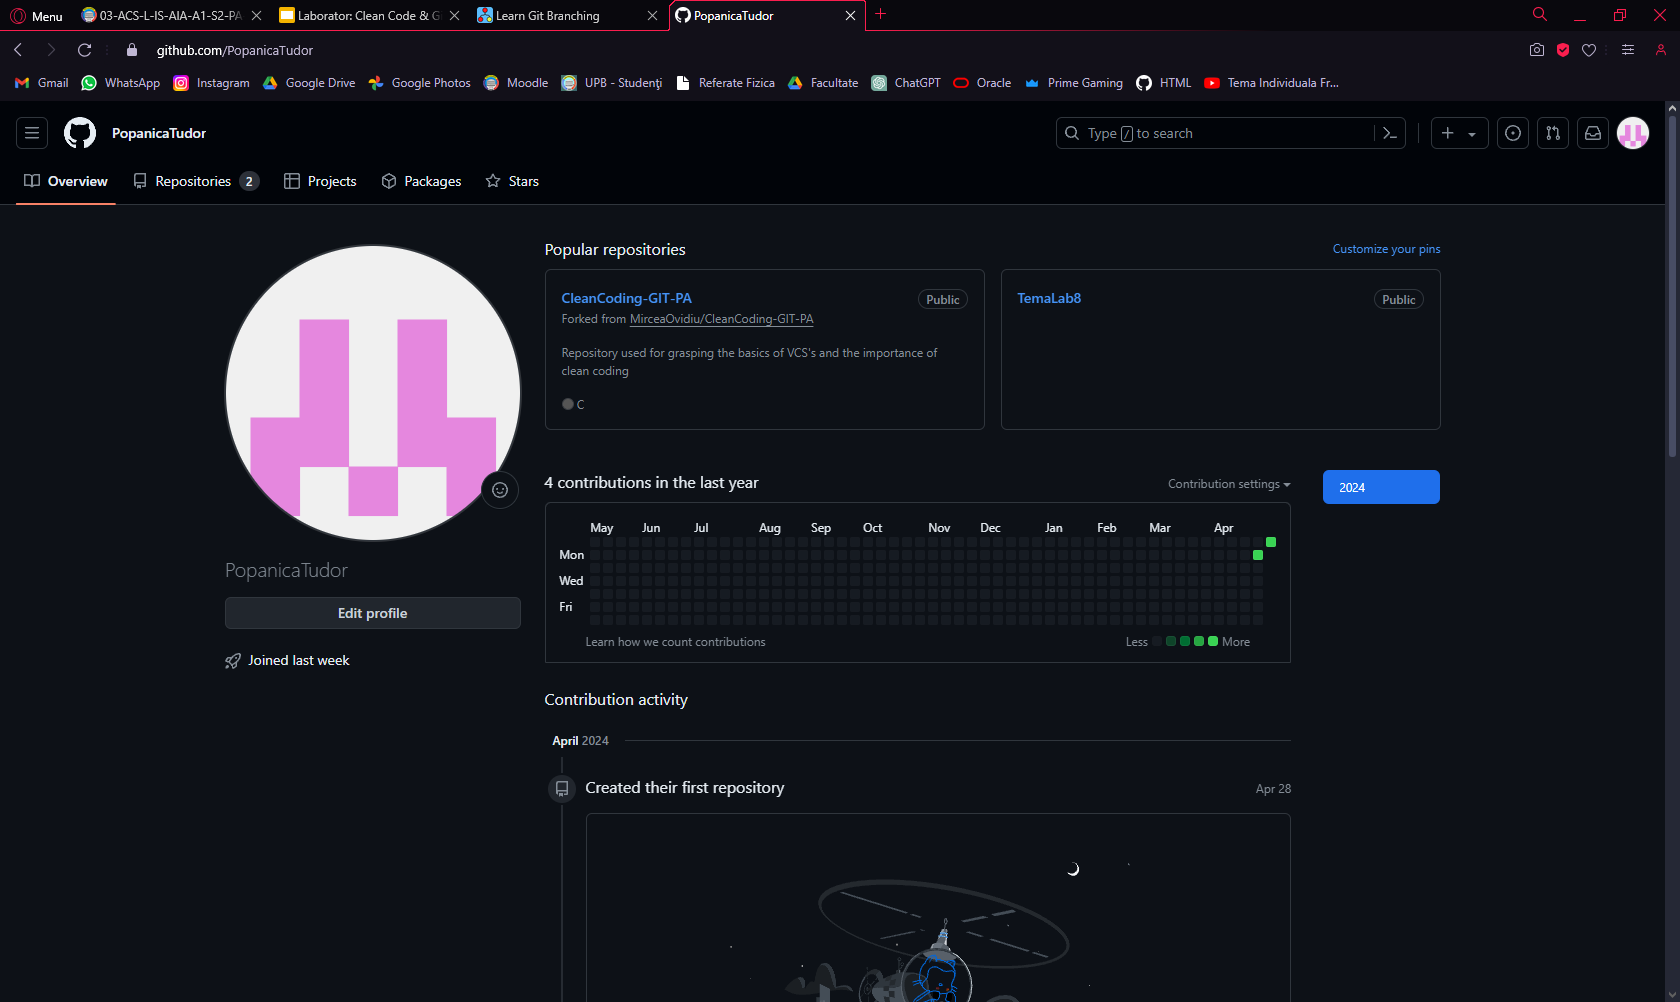 Menu
03-ACS-L-IS-AIA-A1-S2-PA
Laborator: Clean Code & G
Learn Git Branching
PopanicaTudor
github.com/PopanicaTudor
Gmail WhatsApp Instagram Google Drive Google Photos Moodle UPB - Studenți Referate Fizica Facultate ChatGPT Oracle Prime Gaming HTML Tema Individuala Fr...
PopanicaTudor
Type / to search
Overview Repositories 2 Projects Packages Stars
Popular repositories
Customize your pins
CleanCoding-GIT-PA Public
Forked from MirceaOvidiu/CleanCoding-GIT-PA
Repository used for grasping the basics of VCS's and the importance of
clean coding
C
TemaLab8 Public
PopanicaTudor
Edit profile
Joined last week
4 contributions in the last year
Contribution settings
2024
May Jun Jul Aug Sep Oct Nov Dec Jan Feb Mar Apr
Mon
Wed
Fri
Learn how we count contributions
Less More
Contribution activity
April 2024
Created their first repository
Apr 28